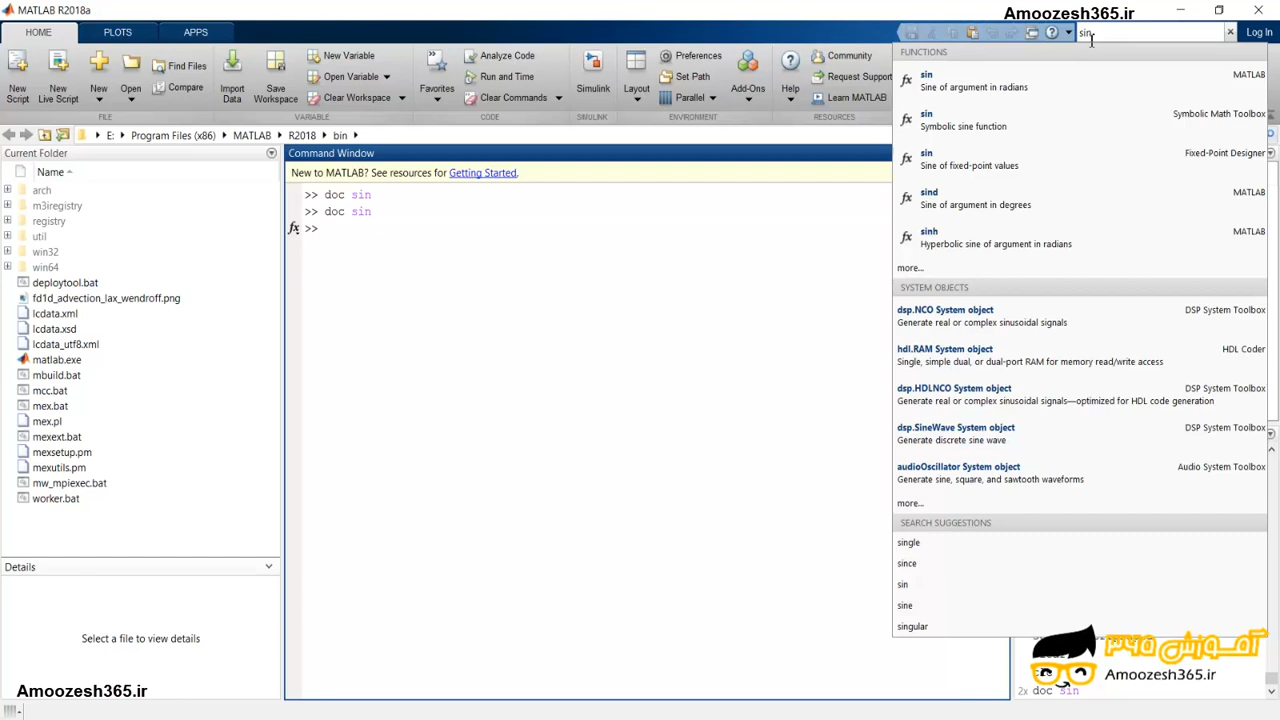 MATLAB R2018a
Amoozesh365.ir
HOME
PLOTS
APPS
sin
Log In
New Script
New Live Script
New
Open
Find Files
Compare
Import Data
Save Workspace
New Variable
Open Variable
Clear Workspace
Favorites
Analyze Code
Run and Time
Clear Commands
Simulink
Layout
Preferences
Set Path
Parallel
Add-Ons
Help
Community
Request Support
Learn MATLAB
FILE
VARIABLE
CODE
SIMULINK
ENVIRONMENT
RESOURCES
E: Program Files (x86) MATLAB R2018 bin
Current Folder
Name
arch
m3iregistry
registry
util
win32
win64
deploytool.bat
fd1d_advection_lax_wendroff.png
lcdata.xml
lcdata.xsd
lcdata_utf8.xml
matlab.exe
mbuild.bat
mcc.bat
mex.bat
mex.pl
mexext.bat
mexsetup.pm
mexutils.pm
mw_mpiexec.bat
worker.bat
Details
Select a file to view details
Command Window
New to MATLAB? See resources for Getting Started.
>> doc sin
>> doc sin
fx >>
FUNCTIONS
fx sin MATLAB
Sine of argument in radians
fx sin Symbolic Math Toolbox
Symbolic sine function
fx sin Fixed-Point Designer
Sine of fixed-point values
fx sind MATLAB
Sine of argument in degrees
fx sinh MATLAB
Hyperbolic sine of argument in radians
more...
SYSTEM OBJECTS
dsp.NCO System object DSP System Toolbox
Generate real or complex sinusoidal signals
hdl.RAM System object HDL Coder
Single, simple dual, or dual-port RAM for memory read/write access
dsp.HDLNCO System object DSP System Toolbox
Generate real or complex sinusoidal signals—optimized for HDL code generation
dsp.SineWave System object DSP System Toolbox
Generate discrete sine wave
audioOscillator System object Audio System Toolbox
Generate sine, square, and sawtooth waveforms
more...
SEARCH SUGGESTIONS
single
since
sin
sine
singular
آموزش ۳۶۵
Amoozesh365.ir
2x doc sin
Amoozesh365.ir